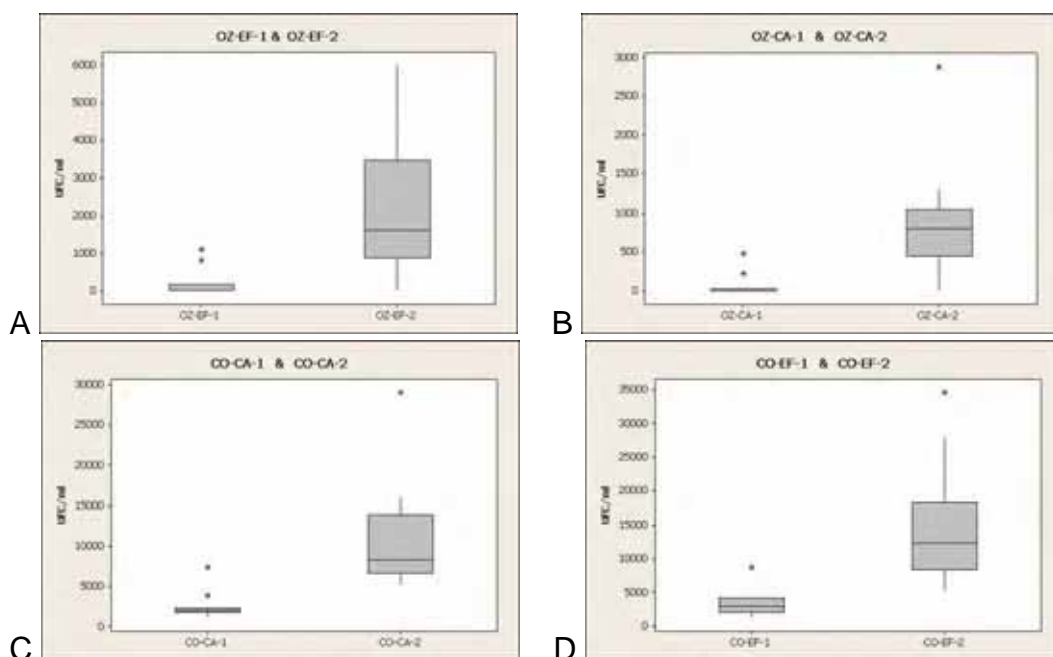 OZ-EF-1 & OZ-EF-2
6000
5000
4000
3000
2000
1000
0
UFC/ml
OZ-EF-1 OZ-EF-2
A
OZ-CA-1 & OZ-CA-2
3000
2500
2000
1500
1000
500
0
UFC/ml
OZ-CA-1 OZ-CA-2
B
CO-CA-1 & CO-CA-2
30000
25000
20000
15000
10000
5000
0
UFC/ml
CO-CA-1 CO-CA-2
C
CO-EF-1 & CO-EF-2
35000
30000
25000
20000
15000
10000
5000
0
UFC/ml
CO-EF-1 CO-EF-2
D